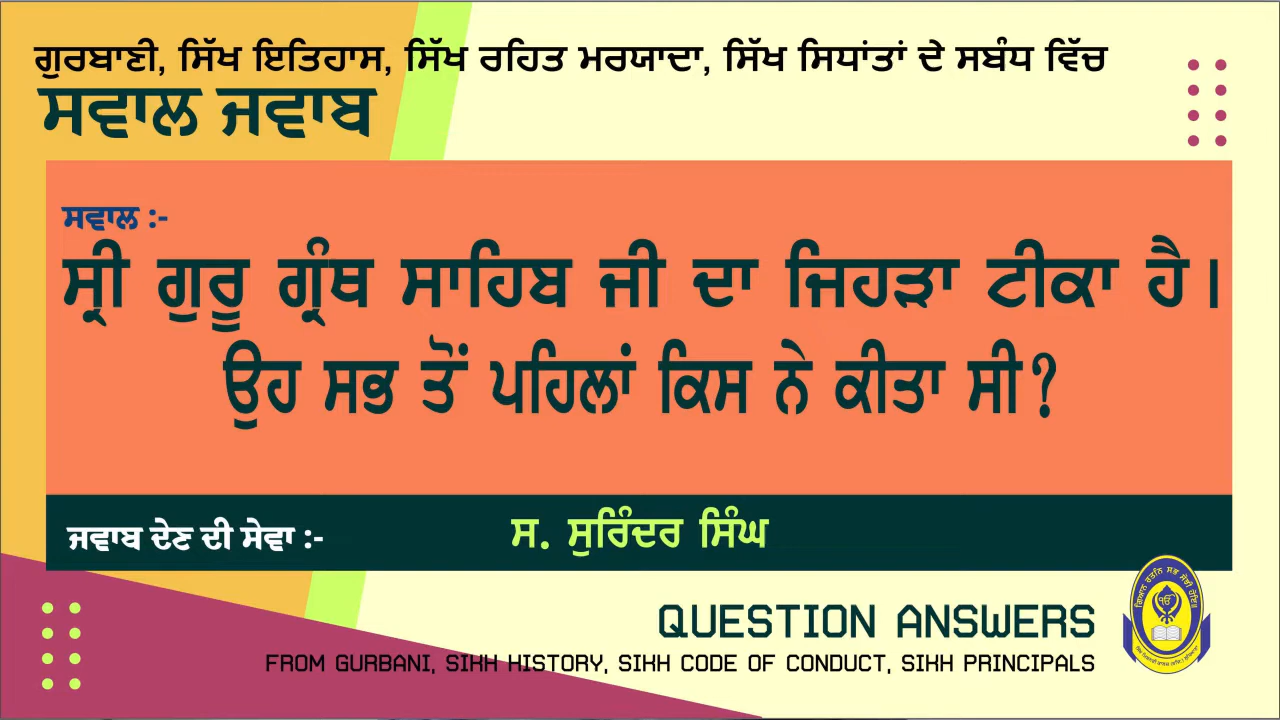 ਗੁਰਬਾਣੀ, ਸਿੱਖ ਇਤਿਹਾਸ, ਸਿੱਖ ਰਹਿਤ ਮਰਯਾਦਾ, ਸਿੱਖ ਸਿਧਾਂਤਾਂ ਦੇ ਸਬੰਧ ਵਿੱਚ
ਸਵਾਲ ਜਵਾਬ
ਸਵਾਲ :-
ਸ੍ਰੀ ਗੁਰੂ ਗ੍ਰੰਥ ਸਾਹਿਬ ਜੀ ਦਾ ਜਿਹੜਾ ਟੀਕਾ ਹੈ।
ਉਹ ਸਭ ਤੋਂ ਪਹਿਲਾਂ ਕਿਸ ਨੇ ਕੀਤਾ ਸੀ?
ਜਵਾਬ ਦੇਣ ਦੀ ਸੇਵਾ :- ਸ. ਸੁਰਿੰਦਰ ਸਿੰਘ
QUESTION ANSWERS
FROM GURBANI, SIKH HISTORY, SIKH CODE OF CONDUCT, SIKH PRINCIPALS